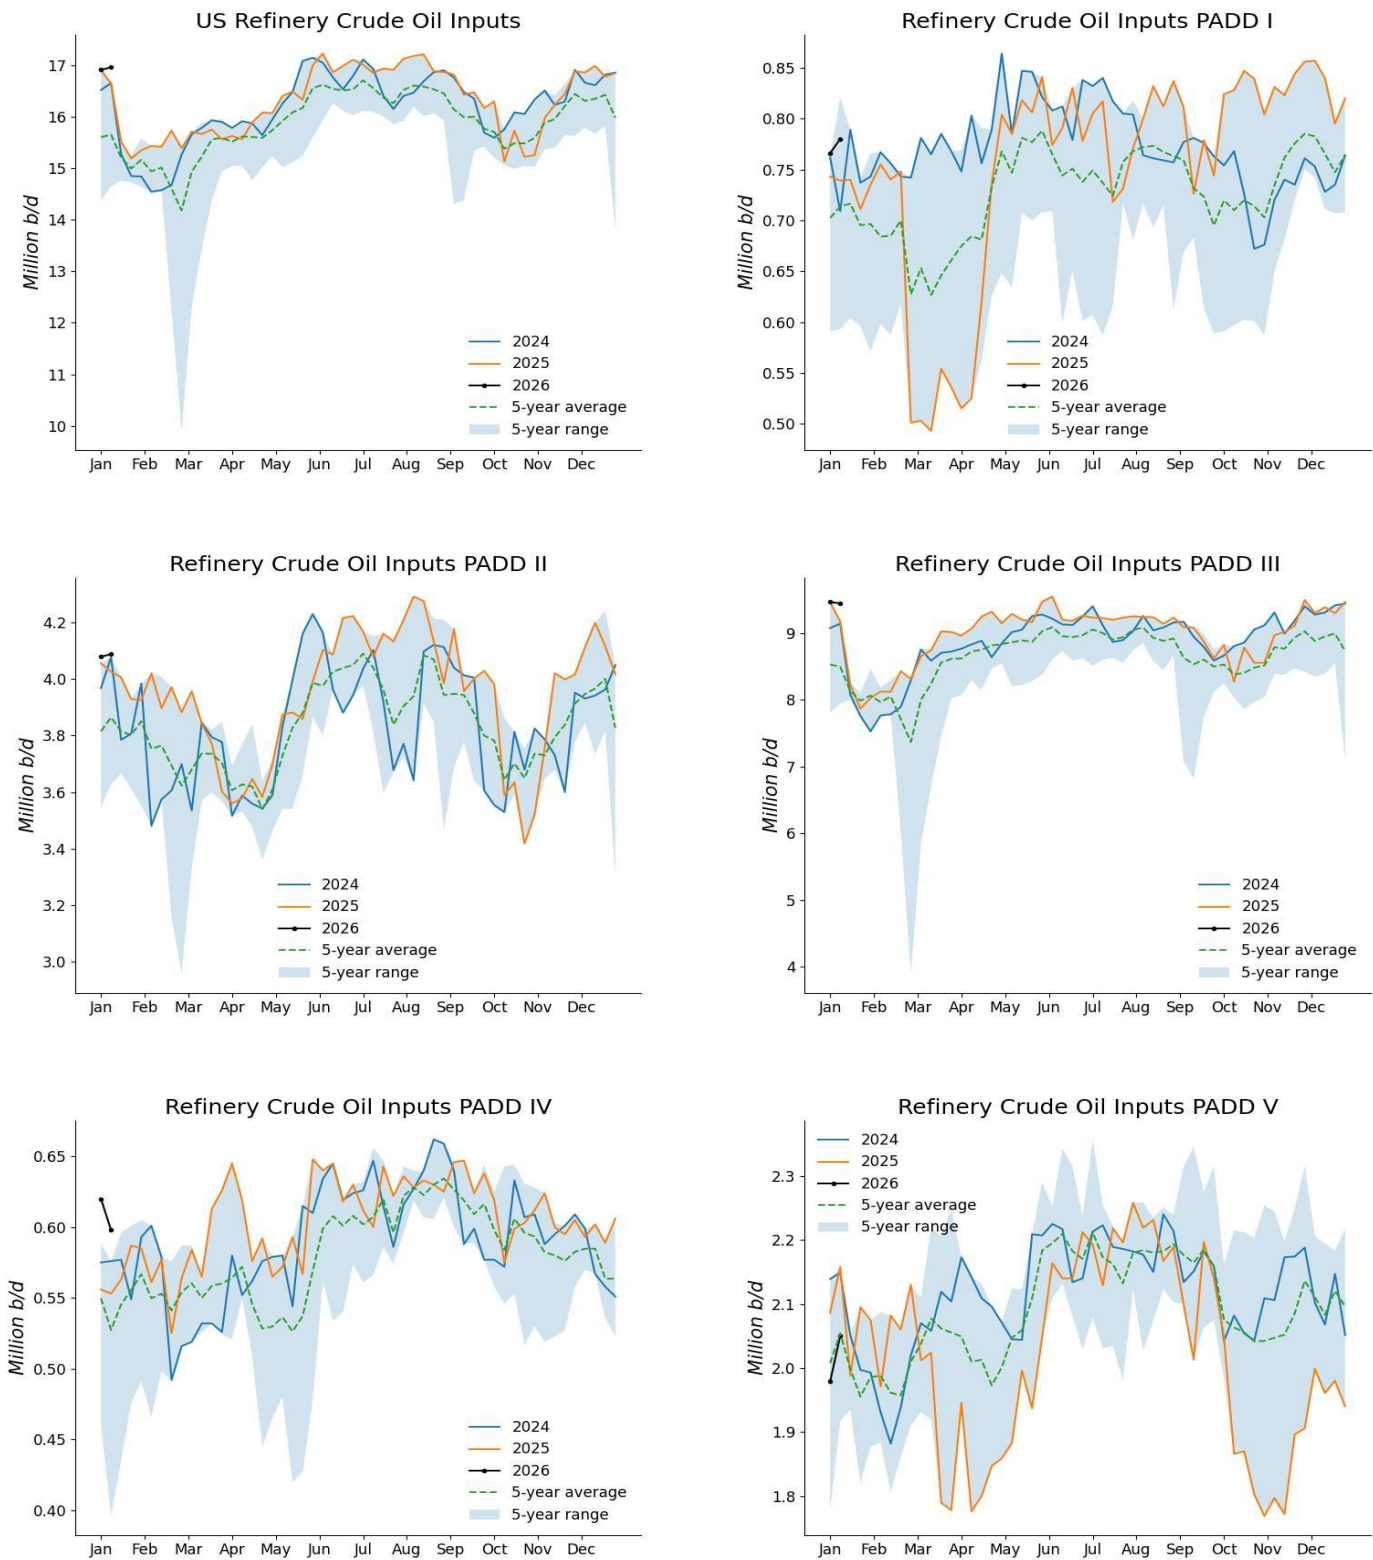 US Refinery Crude Oil Inputs
Million b/d
17
16
15
14
13
12
11
10
Jan Feb Mar Apr May Jun Jul Aug Sep Oct Nov Dec
2024
2025
2026
5-year average
5-year range
Refinery Crude Oil Inputs PADD I
Million b/d
0.85
0.80
0.75
0.70
0.65
0.60
0.55
0.50
Jan Feb Mar Apr May Jun Jul Aug Sep Oct Nov Dec
2024
2025
2026
5-year average
5-year range
Refinery Crude Oil Inputs PADD II
Million b/d
4.2
4.0
3.8
3.6
3.4
3.2
3.0
Jan Feb Mar Apr May Jun Jul Aug Sep Oct Nov Dec
2024
2025
2026
5-year average
5-year range
Refinery Crude Oil Inputs PADD III
Million b/d
9
8
7
6
5
4
Jan Feb Mar Apr May Jun Jul Aug Sep Oct Nov Dec
2024
2025
2026
5-year average
5-year range
Refinery Crude Oil Inputs PADD IV
Million b/d
0.65
0.60
0.55
0.50
0.45
0.40
Jan Feb Mar Apr May Jun Jul Aug Sep Oct Nov Dec
2024
2025
2026
5-year average
5-year range
Refinery Crude Oil Inputs PADD V
Million b/d
2.3
2.2
2.1
2.0
1.9
1.8
Jan Feb Mar Apr May Jun Jul Aug Sep Oct Nov Dec
2024
2025
2026
5-year average
5-year range